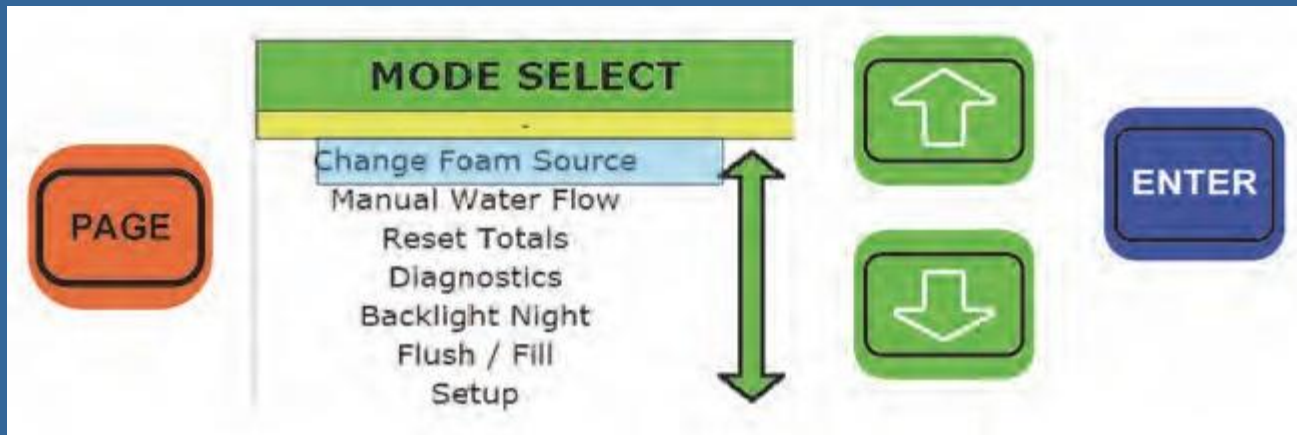 PAGE
MODE SELECT
-
Change Foam Source
Manual Water Flow
Reset Totals
Diagnostics
Backlight Night
Flush / Fill
Setup
ENTER